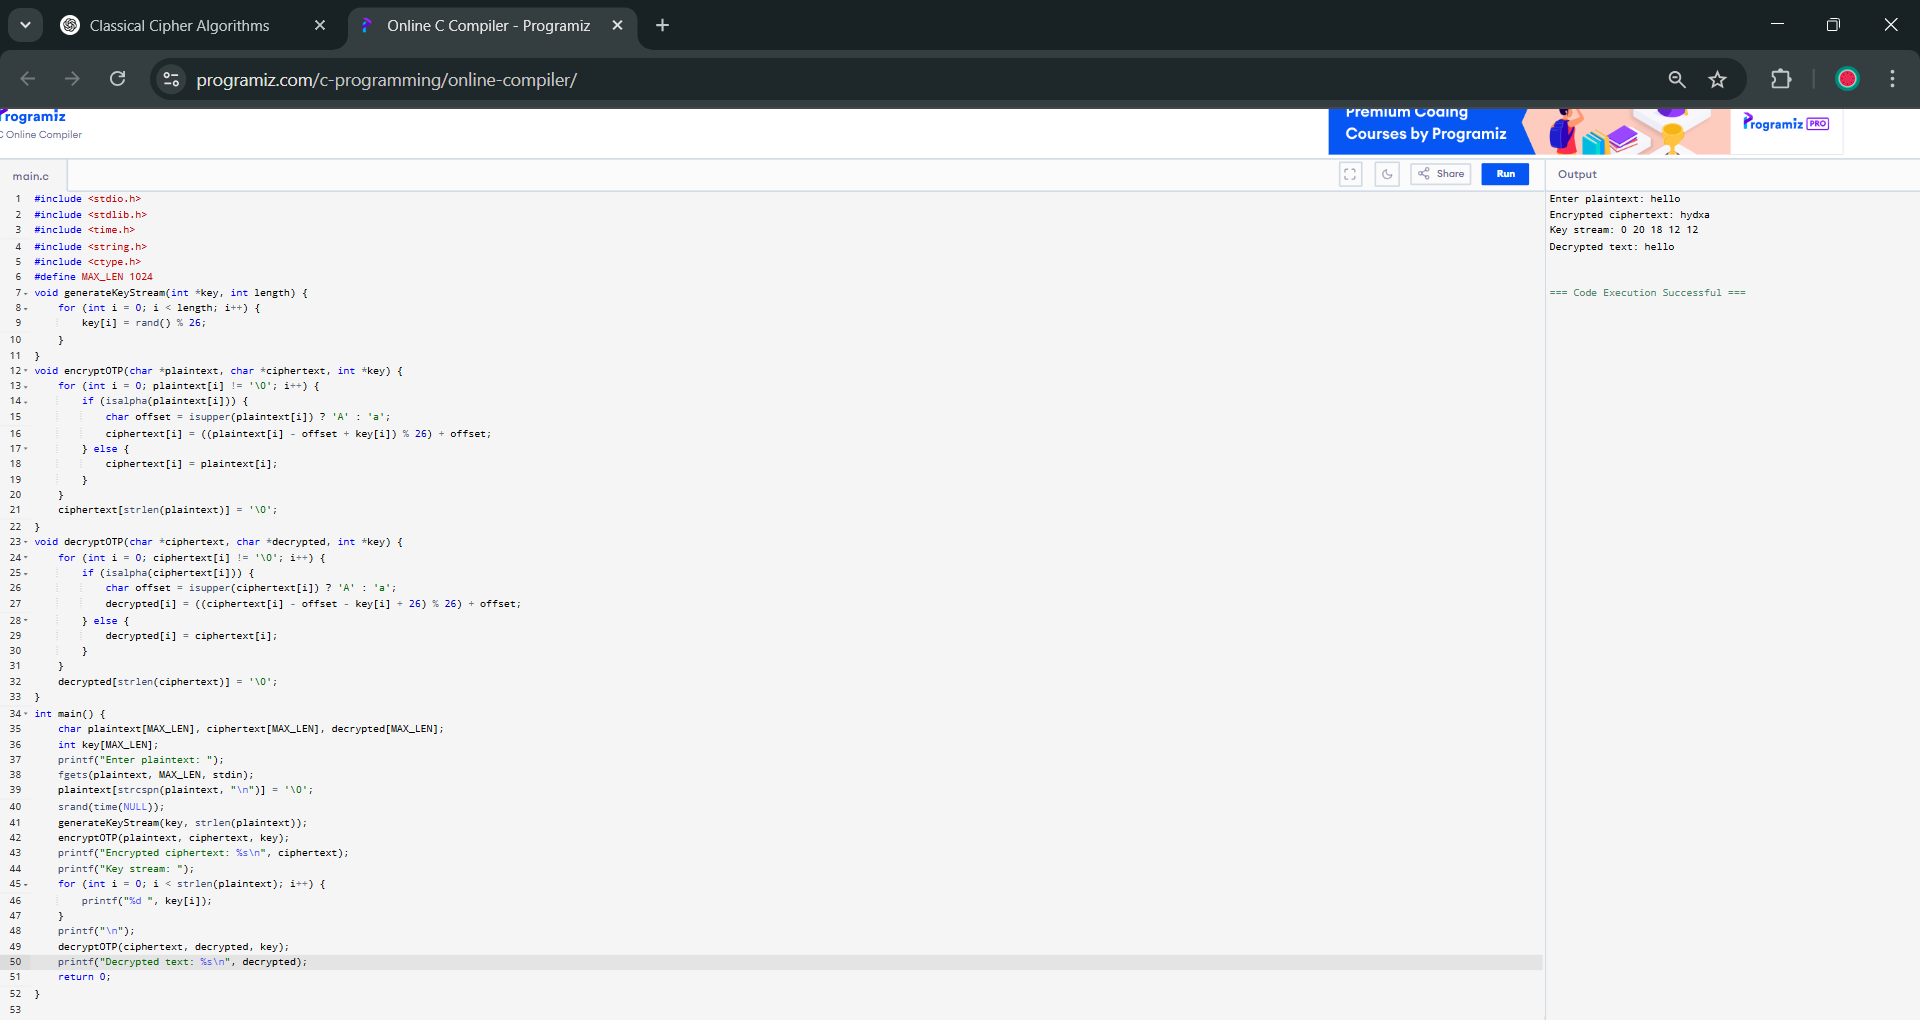 Classical Cipher Algorithms
Online C Compiler - Programiz
programiz.com/c-programming/online-compiler/
rogramiz
C Online Compiler
Premium Coding
Courses by Programiz
Programiz PRO
main.c
Share
Run
Output
1 #include <stdio.h>
2 #include <stdlib.h>
3 #include <time.h>
4 #include <string.h>
5 #include <ctype.h>
6 #define MAX_LEN 1024
7 void generateKeyStream(int *key, int length) {
8     for (int i = 0; i < length; i++) {
9         key[i] = rand() % 26;
10     }
11 }
12 void encryptOTP(char *plaintext, char *ciphertext, int *key) {
13     for (int i = 0; plaintext[i] != '\0'; i++) {
14         if (isalpha(plaintext[i])) {
15             char offset = isupper(plaintext[i]) ? 'A' : 'a';
16             ciphertext[i] = ((plaintext[i] - offset + key[i]) % 26) + offset;
17         } else {
18             ciphertext[i] = plaintext[i];
19         }
20     }
21     ciphertext[strlen(plaintext)] = '\0';
22 }
23 void decryptOTP(char *ciphertext, char *decrypted, int *key) {
24     for (int i = 0; ciphertext[i] != '\0'; i++) {
25         if (isalpha(ciphertext[i])) {
26             char offset = isupper(ciphertext[i]) ? 'A' : 'a';
27             decrypted[i] = ((ciphertext[i] - offset - key[i] + 26) % 26) + offset;
28         } else {
29             decrypted[i] = ciphertext[i];
30         }
31     }
32     decrypted[strlen(ciphertext)] = '\0';
33 }
34 int main() {
35     char plaintext[MAX_LEN], ciphertext[MAX_LEN], decrypted[MAX_LEN];
36     int key[MAX_LEN];
37     printf("Enter plaintext: ");
38     fgets(plaintext, MAX_LEN, stdin);
39     plaintext[strcspn(plaintext, "\n")] = '\0';
40     srand(time(NULL));
41     generateKeyStream(key, strlen(plaintext));
42     encryptOTP(plaintext, ciphertext, key);
43     printf("Encrypted ciphertext: %s\n", ciphertext);
44     printf("Key stream: ");
45     for (int i = 0; i < strlen(plaintext); i++) {
46         printf("%d ", key[i]);
47     }
48     printf("\n");
49     decryptOTP(ciphertext, decrypted, key);
50     printf("Decrypted text: %s\n", decrypted);
51     return 0;
52 }
53
Enter plaintext: hello
Encrypted ciphertext: hydxa
Key stream: 0 20 18 12 12
Decrypted text: hello
=== Code Execution Successful ===